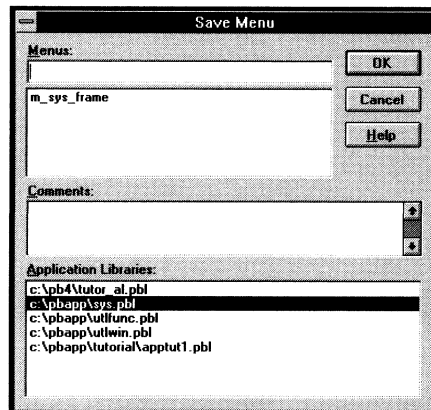 Save Menu
Menus:
OK
m_sys_frame
Cancel
Help
Comments:
Application Libraries:
c:\pb4\tutor_al.pbl
c:\pbapp\sys.pbl
c:\pbapp\utlfunc.pbl
c:\pbapp\utlwin.pbl
c:\pbapp\tutorial\apptut1.pbl